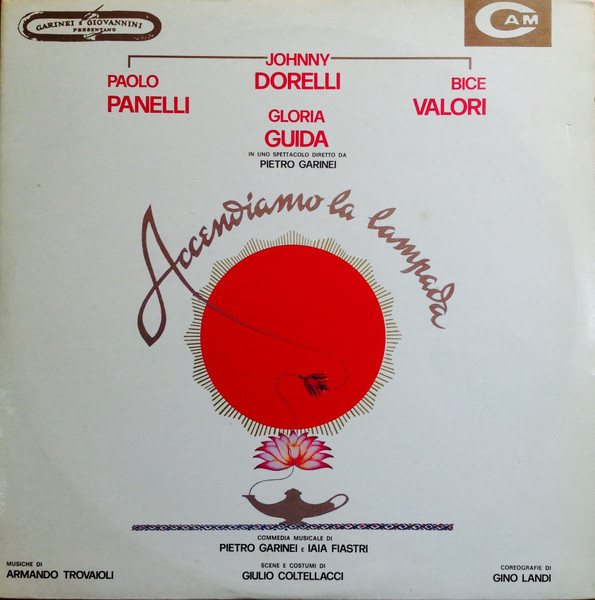 GARINEI E GIOVANNINI
PRESENTANO
CAM
JOHNNY
DORELLI
PAOLO
PANELLI
BICE
VALORI
GLORIA
GUIDA
IN UNO SPETTACOLO DIRETTO DA
PIETRO GARINEI
Accendiamo la lampada
COMMEDIA MUSICALE DI
PIETRO GARINEI E IAIA FIASTRI
MUSICHE DI
ARMANDO TROVAIOLI
SCENE E COSTUMI DI
GIULIO COLTELLACCI
COREOGRAFIE DI
GINO LANDI